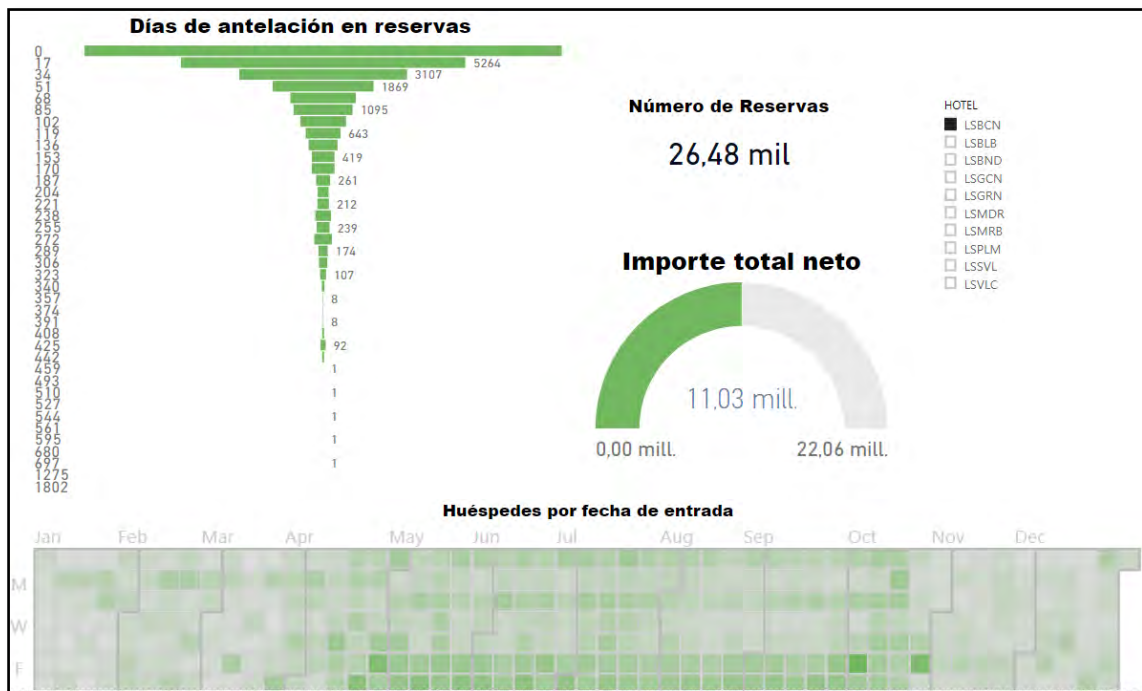 Días de antelación en reservas
0
17 5264
34 3107
51 1869
68
85 1095
102
119 643
136
153 419
170
187 261
204
221 212
238
255 239
272
289 174
306
323 107
340
357 8
374
391 8
408
425 92
442
459 1
493
510 1
527
544 1
561
595 1
680
697 1
1275
1802
Número de Reservas
26,48 mil
HOTEL
LSBCN
LSBLB
LSBND
LSGCN
LSGRN
LSMDR
LSMRB
LSPLM
LSSVL
LSVLC
Importe total neto
11,03 mill.
0,00 mill. 22,06 mill.
Huéspedes por fecha de entrada
Jan Feb Mar Apr May Jun Jul Aug Sep Oct Nov Dec
M
W
F